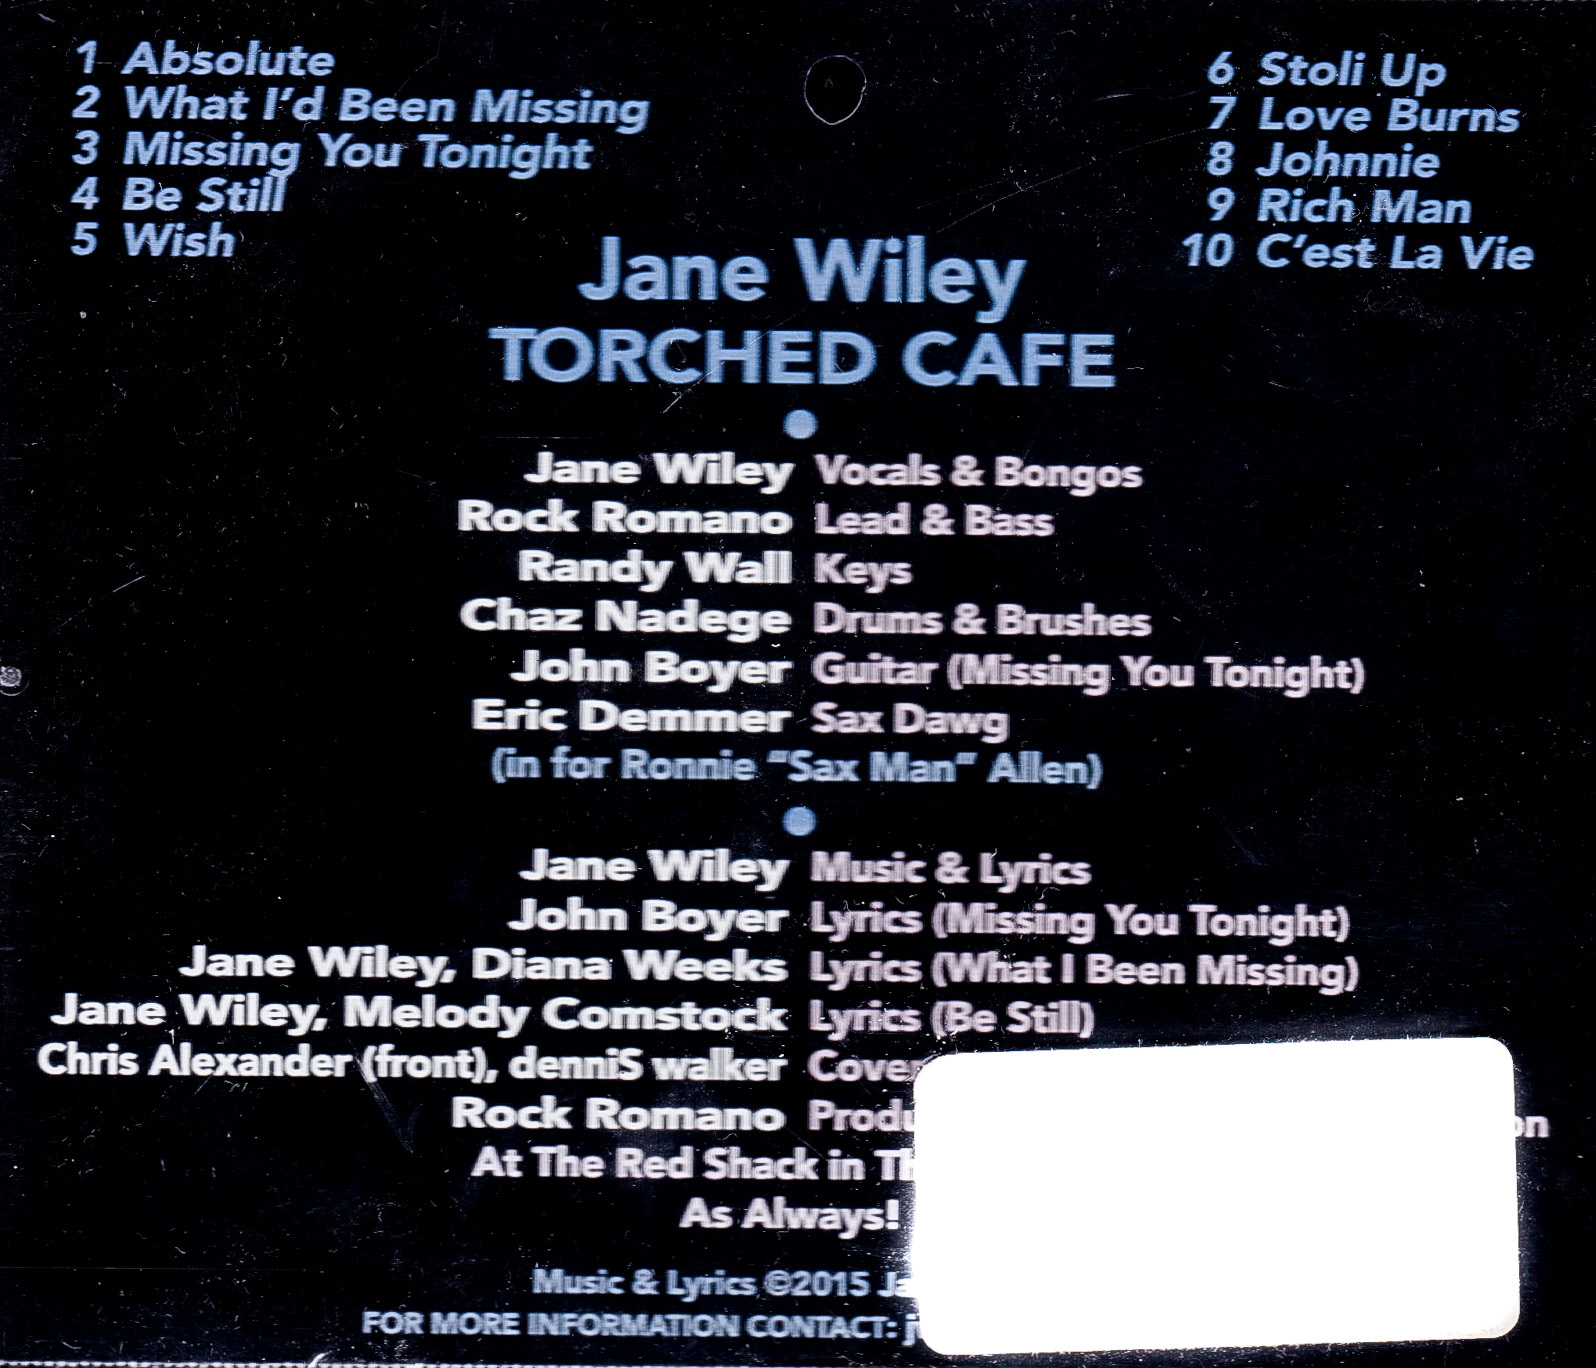 1 Absolute
2 What I'd Been Missing
3 Missing You Tonight
4 Be Still
5 Wish
6 Stoli Up
7 Love Burns
8 Johnnie
9 Rich Man
10 C'est La Vie
Jane Wiley
TORCHED CAFE
Jane Wiley Vocals & Bongos
Rock Romano Lead & Bass
Randy Wall Keys
Chaz Nadege Drums & Brushes
John Boyer Guitar (Missing You Tonight)
Eric Demmer Sax Dawg
(in for Ronnie "Sax Man" Allen)
Jane Wiley Music & Lyrics
John Boyer Lyrics (Missing You Tonight)
Jane Wiley, Diana Weeks Lyrics (What I Been Missing)
Jane Wiley, Melody Comstock Lyrics (Be Still)
Chris Alexander (front), denniS walker Cover
Rock Romano
At The Red Shack in
As Always!
Music & Lyrics ©2015
FOR MORE INFORMATION CONTACT: